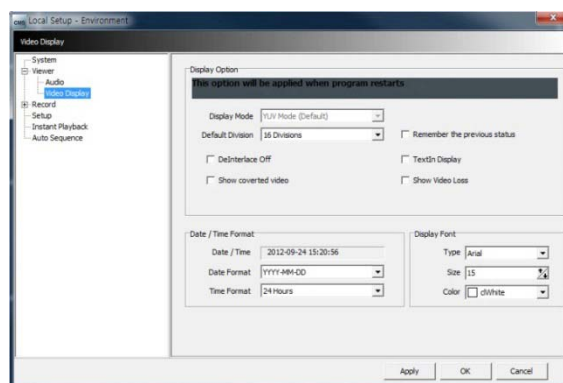 CMS Local Setup - Environment
Video Display
System
Viewer
Audio
Video Display
Record
Setup
Instant Playback
Auto Sequence
Display Option
This option will be applied when program restarts
Display Mode YUV Mode (Default)
Default Division 16 Divisions Remember the previous status
DeInterlace Off TextIn Display
Show coverted video Show Video Loss
Date / Time Format
Date / Time 2012-09-24 15:20:56
Date Format YYYY-MM-DD
Time Format 24 Hours
Display Font
Type Arial
Size 15
Color clWhite
Apply OK Cancel